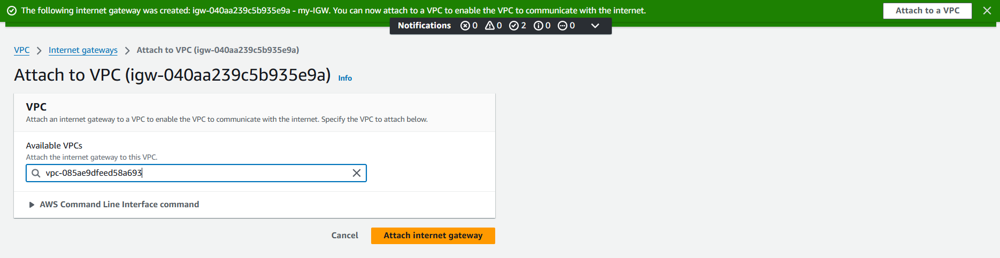 The following internet gateway was created: igw-040aa239c5b935e9a - my-IGW. You can now attach to a VPC to enable the VPC to communicate with the internet.
Attach to a VPC
Notifications 0 0 2 0 0
VPC Internet gateways Attach to VPC (igw-040aa239c5b935e9a)
Attach to VPC (igw-040aa239c5b935e9a) Info
VPC
Attach an internet gateway to a VPC to enable the VPC to communicate with the internet. Specify the VPC to attach below.
Available VPCs
Attach the internet gateway to this VPC.
vpc-085ae9dfeed58a693
AWS Command Line Interface command
Cancel Attach internet gateway